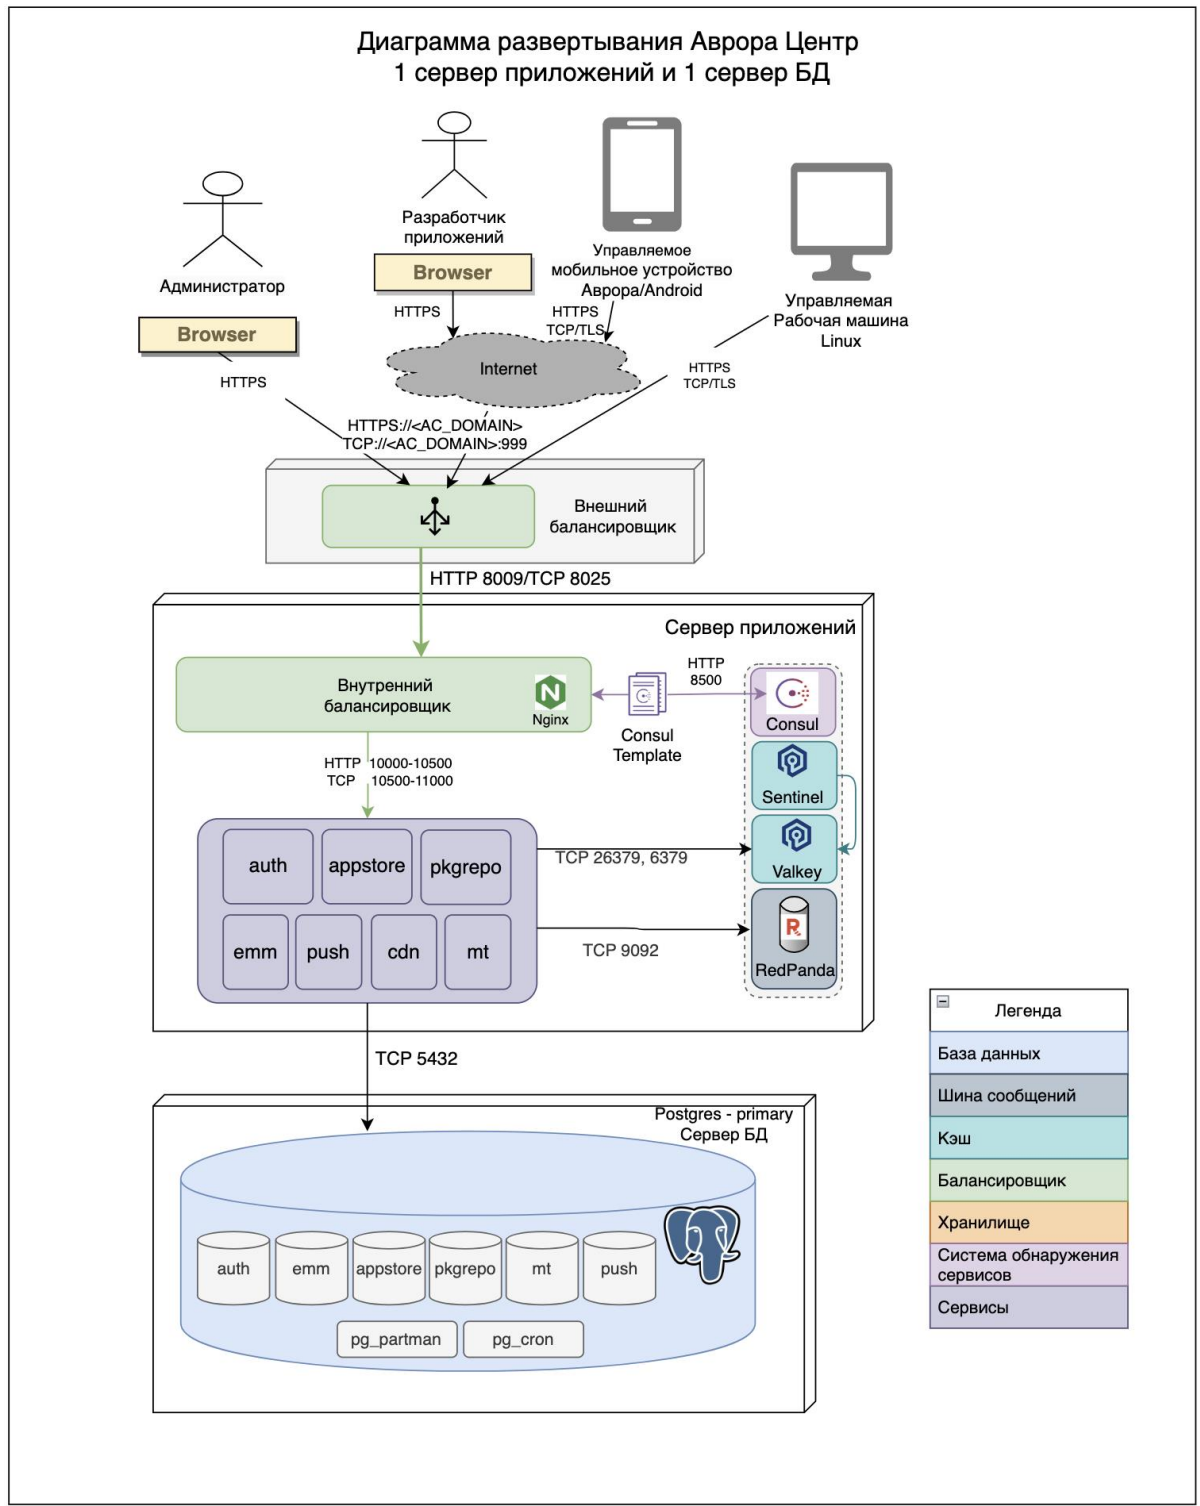 Диаграмма развертывания Аврора Центр
1 сервер приложений и 1 сервер БД
Администратор
Browser
HTTPS
Разработчик
приложений
Browser
HTTPS
Управляемое
мобильное устройство
Аврора/Android
HTTPS
TCP/TLS
Управляемая
Рабочая машина
Linux
HTTPS
TCP/TLS
Internet
HTTPS://<AC_DOMAIN>
TCP://<AC_DOMAIN>:999
Внешний
балансировщик
HTTP 8009/TCP 8025
Сервер приложений
Внутренний
балансировщик
Nginx
Consul
Template
HTTP
8500
Consul
Sentinel
Valkey
RedPanda
HTTP 10000-10500
TCP 10500-11000
auth
appstore
pkgrepo
emm
push
cdn
mt
TCP 26379, 6379
TCP 9092
TCP 5432
Postgres - primary
Сервер БД
auth
emm
appstore
pkgrepo
mt
push
pg_partman
pg_cron
Легенда
База данных
Шина сообщений
Кэш
Балансировщик
Хранилище
Система обнаружения
сервисов
Сервисы